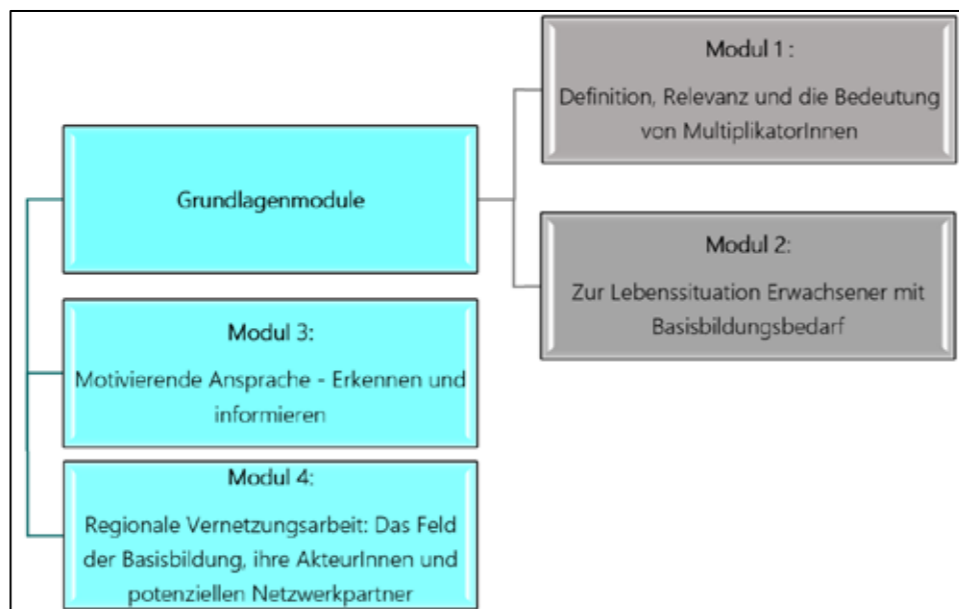 Grundlagenmodule
Modul 1:
Definition, Relevanz und die Bedeutung
von MultiplikatorInnen
Modul 2:
Zur Lebenssituation Erwachsener mit
Basisbildungsbedarf
Modul 3:
Motivierende Ansprache - Erkennen und
informieren
Modul 4:
Regionale Vernetzungsarbeit: Das Feld
der Basisbildung, ihre AkteurInnen und
potenziellen Netzwerkpartner